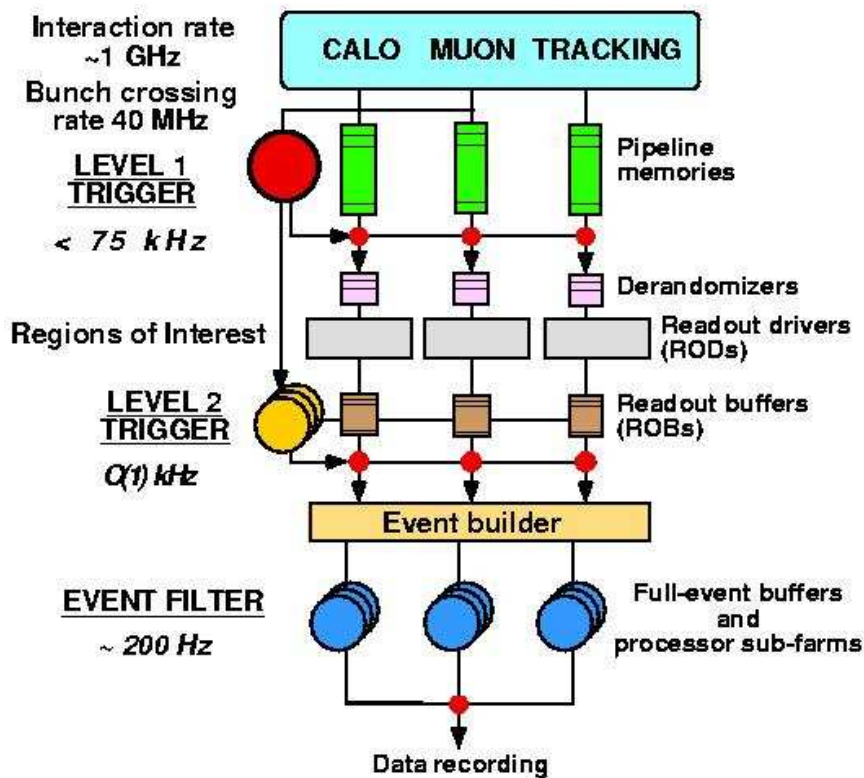 Interaction rate
~1 GHz
CALO MUON TRACKING
Bunch crossing
rate 40 MHz
LEVEL 1
TRIGGER
Pipeline
memories
< 75 kHz
Derandomizers
Regions of Interest
Readout drivers
(RODs)
LEVEL 2
TRIGGER
Readout buffers
(ROBs)
O(1) kHz
Event builder
EVENT FILTER
~ 200 Hz
Full-event buffers
and
processor sub-farms
Data recording